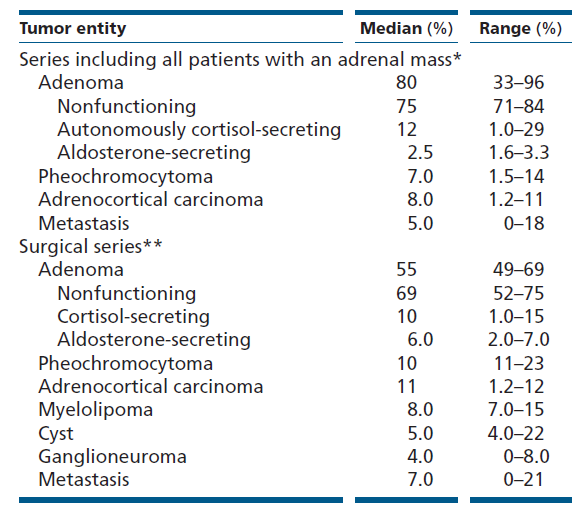 Tumor entity Median (%) Range (%)
Series including all patients with an adrenal mass*
Adenoma 80 33–96
Nonfunctioning 75 71–84
Autonomously cortisol-secreting 12 1.0–29
Aldosterone-secreting 2.5 1.6–3.3
Pheochromocytoma 7.0 1.5–14
Adrenocortical carcinoma 8.0 1.2–11
Metastasis 5.0 0–18
Surgical series**
Adenoma 55 49–69
Nonfunctioning 69 52–75
Cortisol-secreting 10 1.0–15
Aldosterone-secreting 6.0 2.0–7.0
Pheochromocytoma 10 11–23
Adrenocortical carcinoma 11 1.2–12
Myelolipoma 8.0 7.0–15
Cyst 5.0 4.0–22
Ganglioneuroma 4.0 0–8.0
Metastasis 7.0 0–21